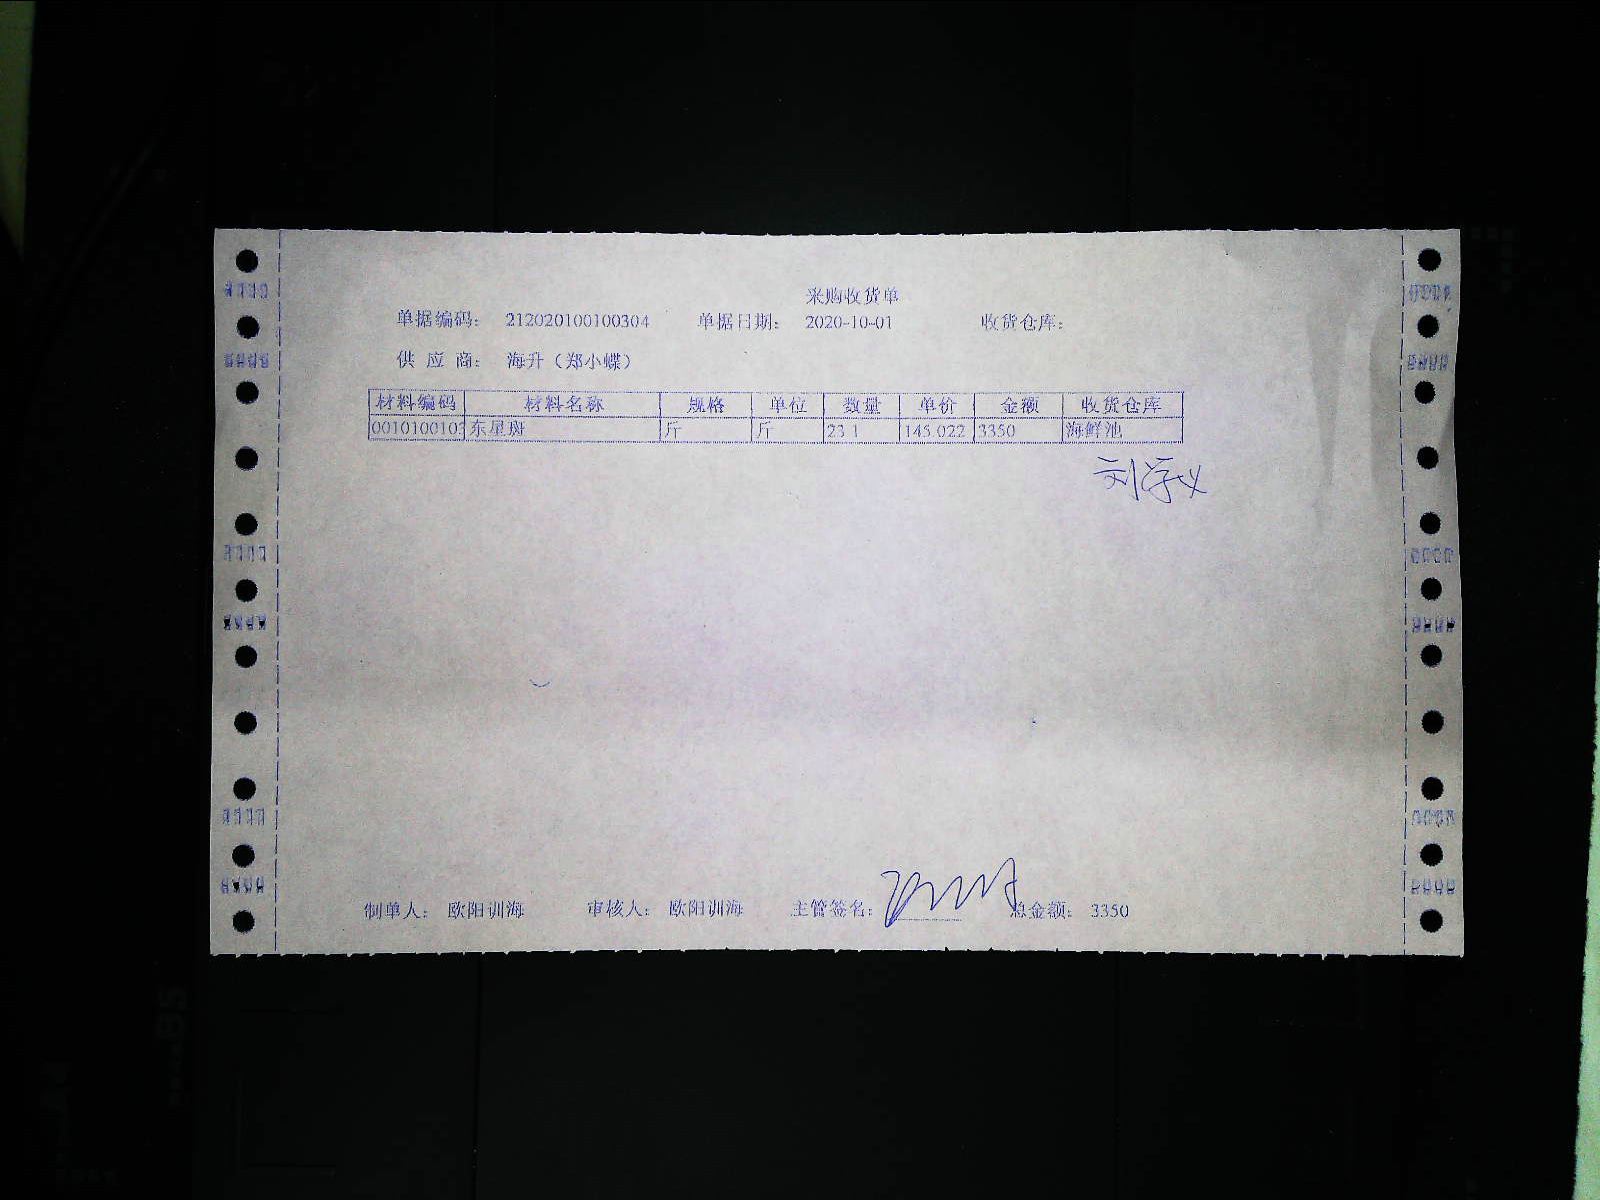 采购收货单
单据编码： 212020100100304 单据日期： 2020-10-01 收货仓库：
供 应 商： 海升（郑小蝶）
材料编码 材料名称 规格 单位 数量 单价 金额 收货仓库
001010010 东星斑 斤 斤 23.1 145.022 3350 海鲜池
制单人： 欧阳训海 审核人： 欧阳训海 主管签名： 总金额： 3350